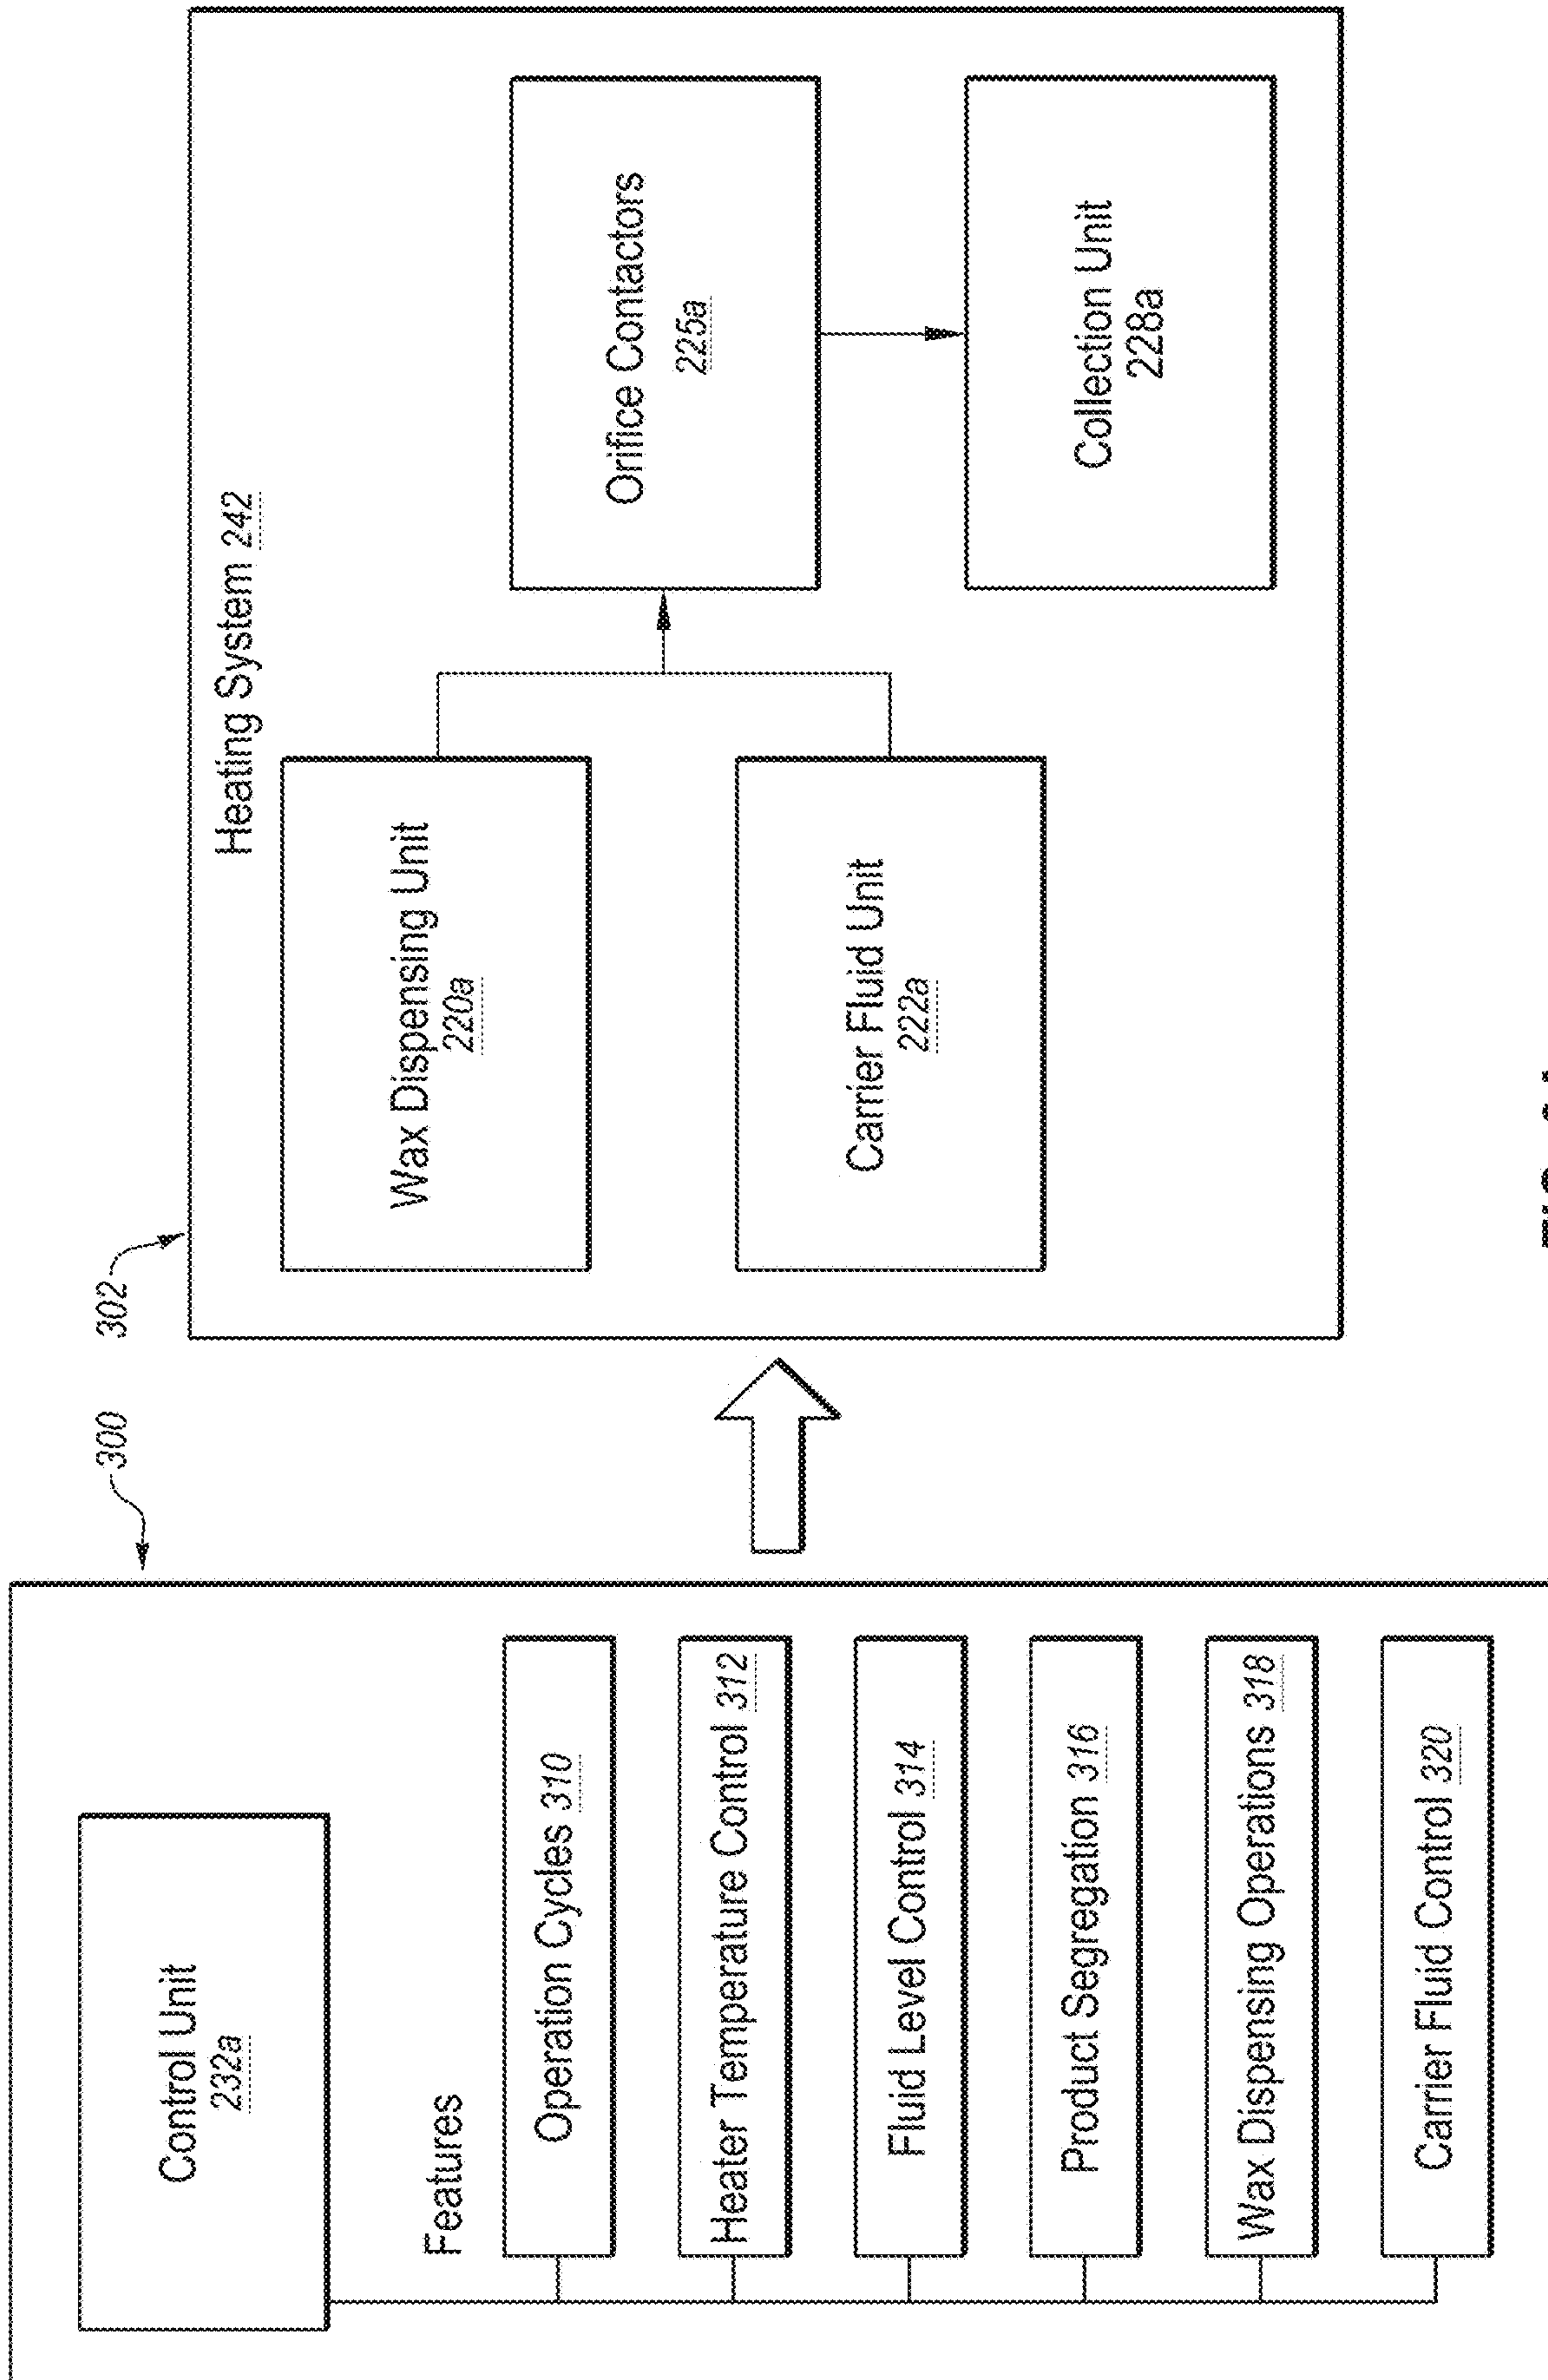 300
302
Control Unit
232a
Features
Operation Cycles 310
Heater Temperature Control 312
Fluid Level Control 314
Product Segregation 316
Wax Dispensing Operations 318
Carrier Fluid Control 320
Heating System 242
Wax Dispensing Unit
220a
Carrier Fluid Unit
222a
Orifice Contactors
225a
Collection Unit
228a